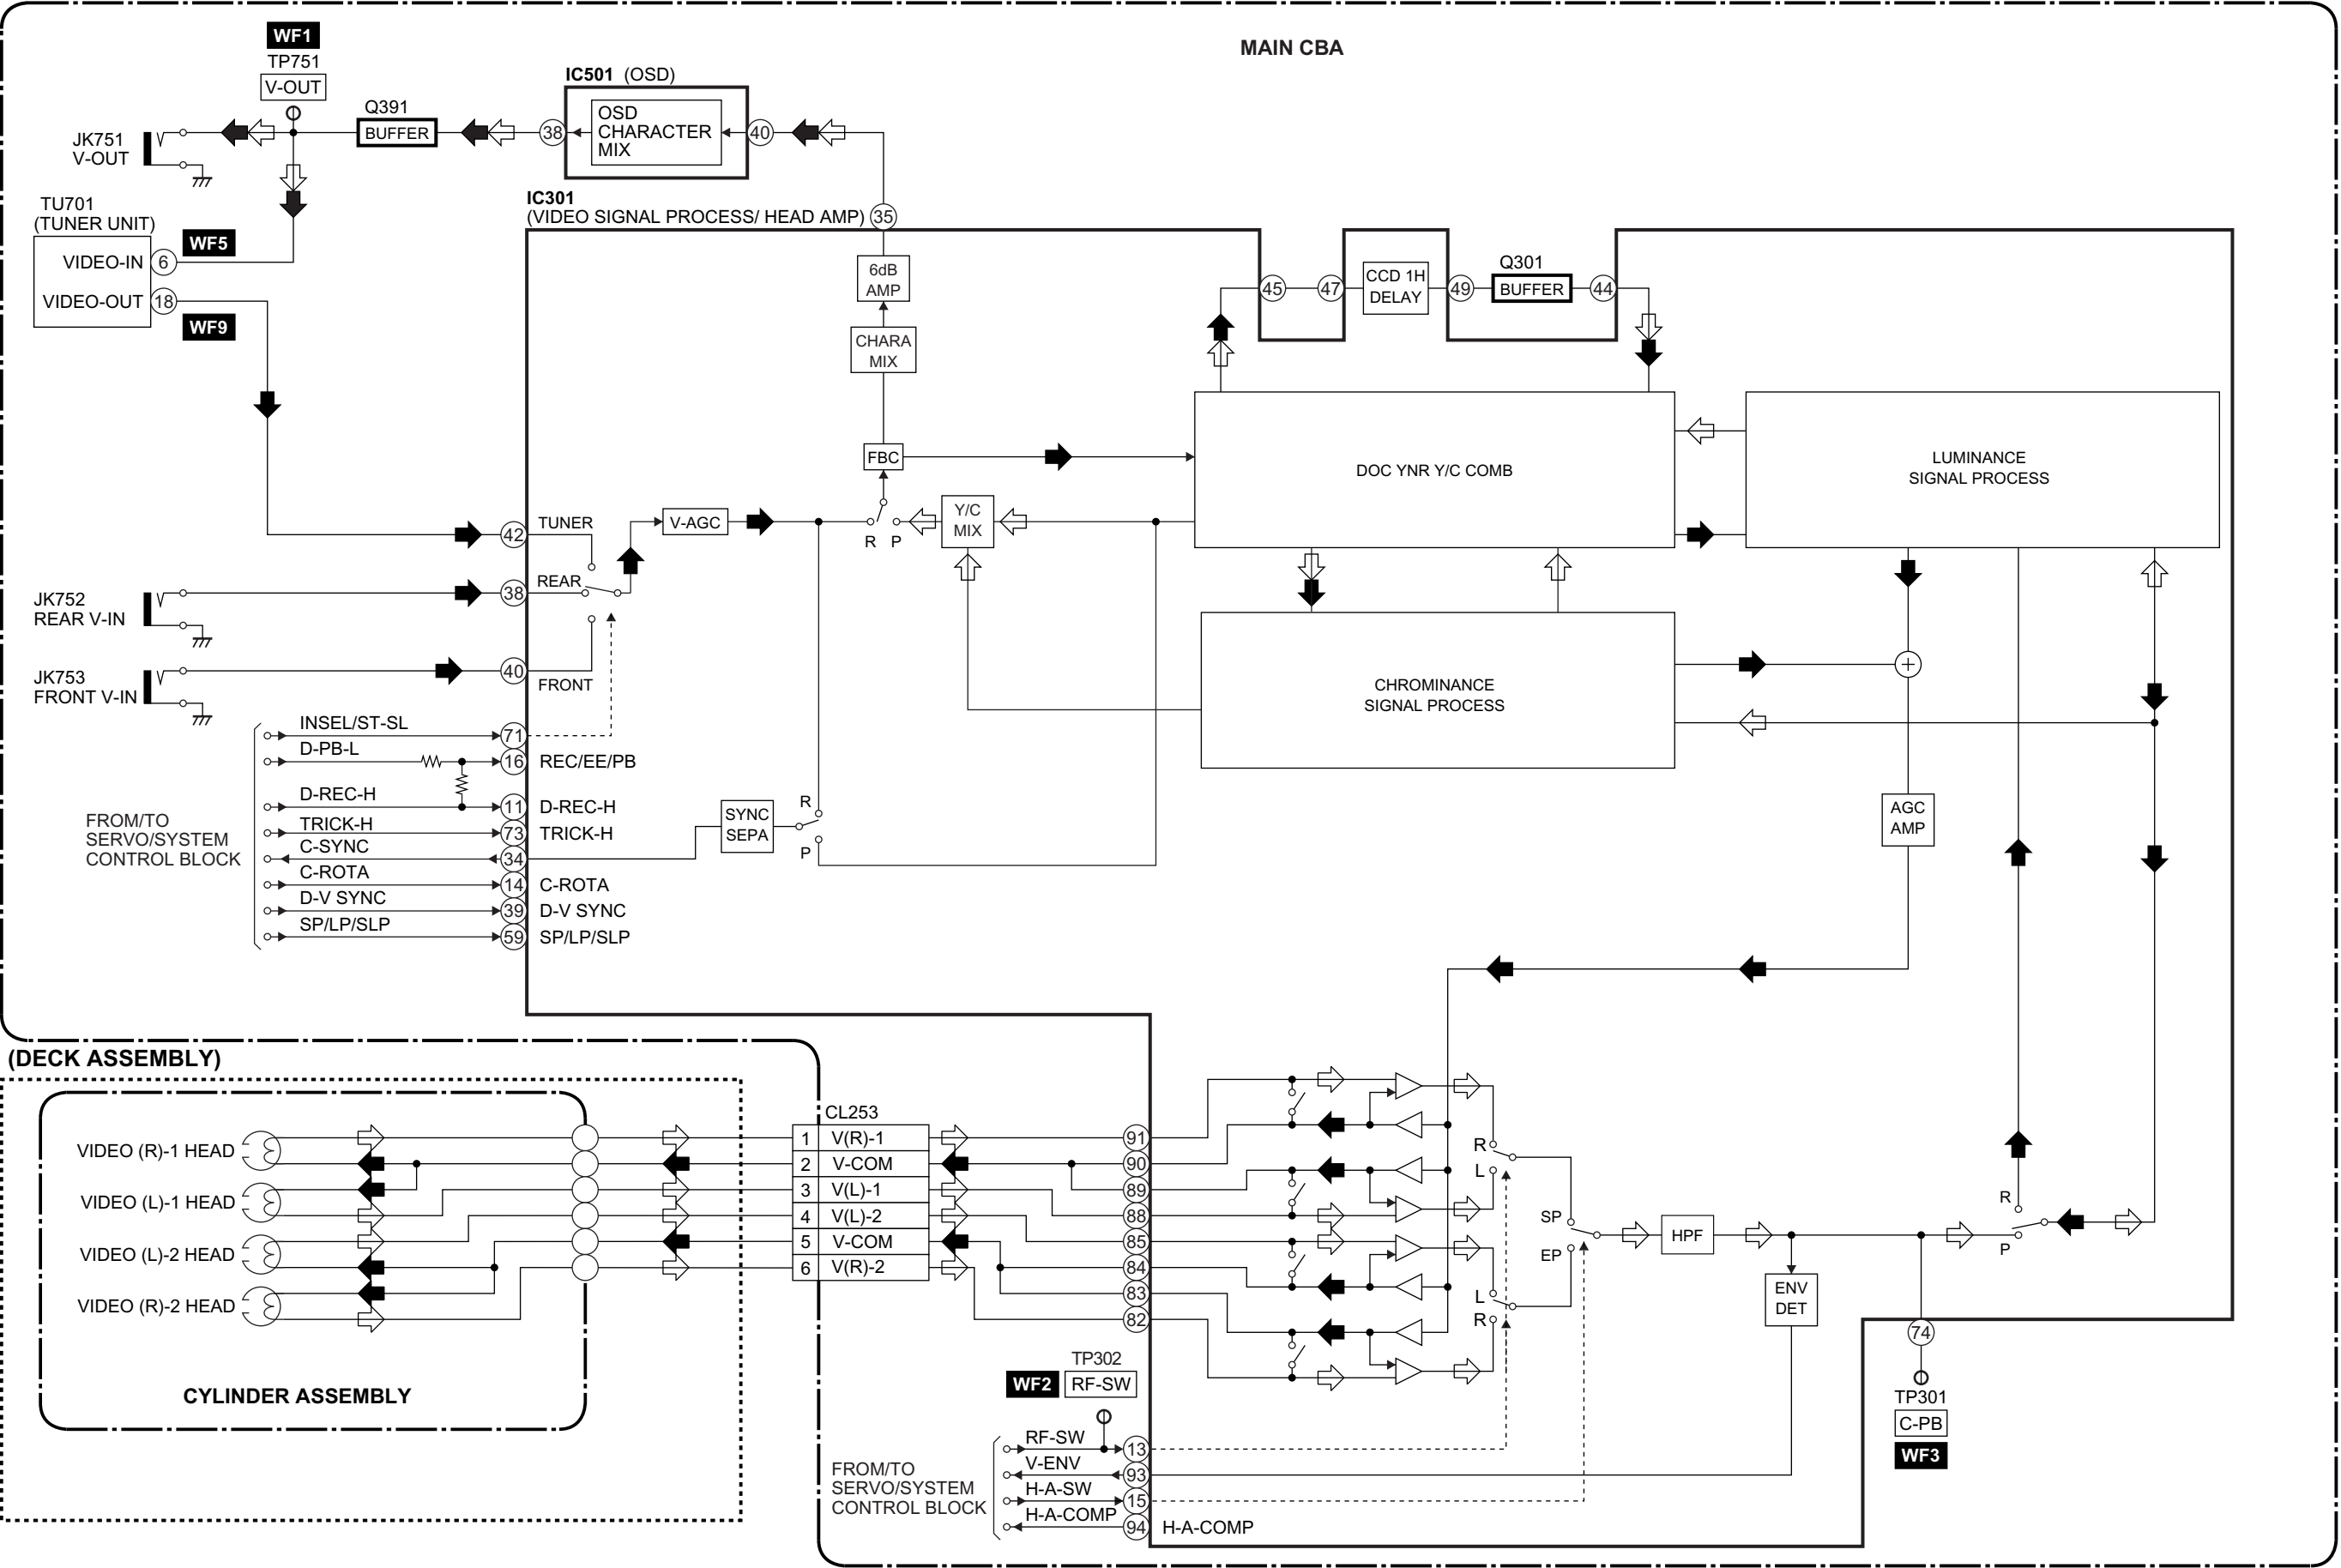 MAIN CBA
WF1
TP751
V-OUT
JK751
V-OUT
Q391
BUFFER
IC501 (OSD)
38
OSD
CHARACTER
MIX
40
TU701
(TUNER UNIT)
VIDEO-IN
6
WF5
VIDEO-OUT
18
WF9
IC301
(VIDEO SIGNAL PROCESS/ HEAD AMP)
35
6dB
AMP
CHARA
MIX
FBC
45
47
CCD 1H
DELAY
49
Q301
BUFFER
44
DOC YNR Y/C COMB
LUMINANCE
SIGNAL PROCESS
CHROMINANCE
SIGNAL PROCESS
42
TUNER
V-AGC
R
P
Y/C
MIX
JK752
REAR V-IN
38
REAR
JK753
FRONT V-IN
40
FRONT
FROM/TO
SERVO/SYSTEM
CONTROL BLOCK
INSEL/ST-SL
71
D-PB-L
16
REC/EE/PB
D-REC-H
11
D-REC-H
TRICK-H
73
TRICK-H
C-SYNC
34
C-ROTA
14
C-ROTA
D-V SYNC
39
D-V SYNC
SP/LP/SLP
59
SP/LP/SLP
SYNC
SEPA
R
P
+
AGC
AMP
(DECK ASSEMBLY)
VIDEO (R)-1 HEAD
VIDEO (L)-1 HEAD
VIDEO (L)-2 HEAD
VIDEO (R)-2 HEAD
CYLINDER ASSEMBLY
CL253
1 V(R)-1
2 V-COM
3 V(L)-1
4 V(L)-2
5 V-COM
6 V(R)-2
91
90
89
88
85
84
83
82
R
L
L
R
SP
EP
HPF
ENV
DET
R
P
74
TP301
C-PB
WF3
TP302
WF2
RF-SW
FROM/TO
SERVO/SYSTEM
CONTROL BLOCK
RF-SW
13
V-ENV
93
H-A-SW
15
H-A-COMP
94
H-A-COMP